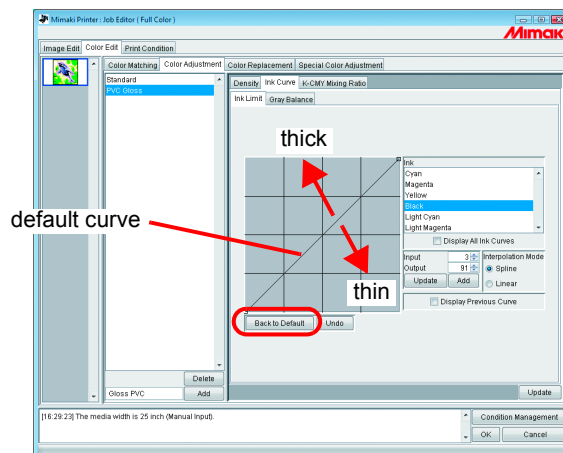 Mimaki Printer : Job Editor ( Full Color )
Mimaki
Image Edit Color Edit Print Condition
Color Matching Color Adjustment Color Replacement Special Color Adjustment
Standard
PVC Gloss
Density Ink Curve K-CMY Mixing Ratio
Ink Limit Gray Balance
thick
default curve
thin
Ink
Cyan
Magenta
Yellow
Black
Light Cyan
Light Magenta
Display All Ink Curves
Input 3 Interpolation Mode
Output 91 Spline
Update Add Linear
Display Previous Curve
Back to Default Undo
Delete
Gloss PVC Add
Update
[16:29:23] The media width is 25 inch (Manual Input).
Condition Management
OK Cancel